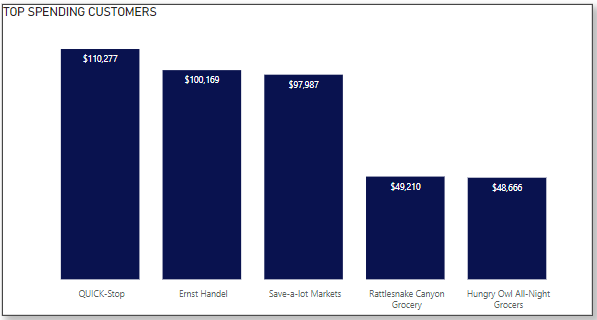 TOP SPENDING CUSTOMERS
$110,277
$100,169
$97,987
$49,210
$48,666
QUICK-Stop
Ernst Handel
Save-a-lot Markets
Rattlesnake Canyon
Grocery
Hungry Owl All-Night
Grocers